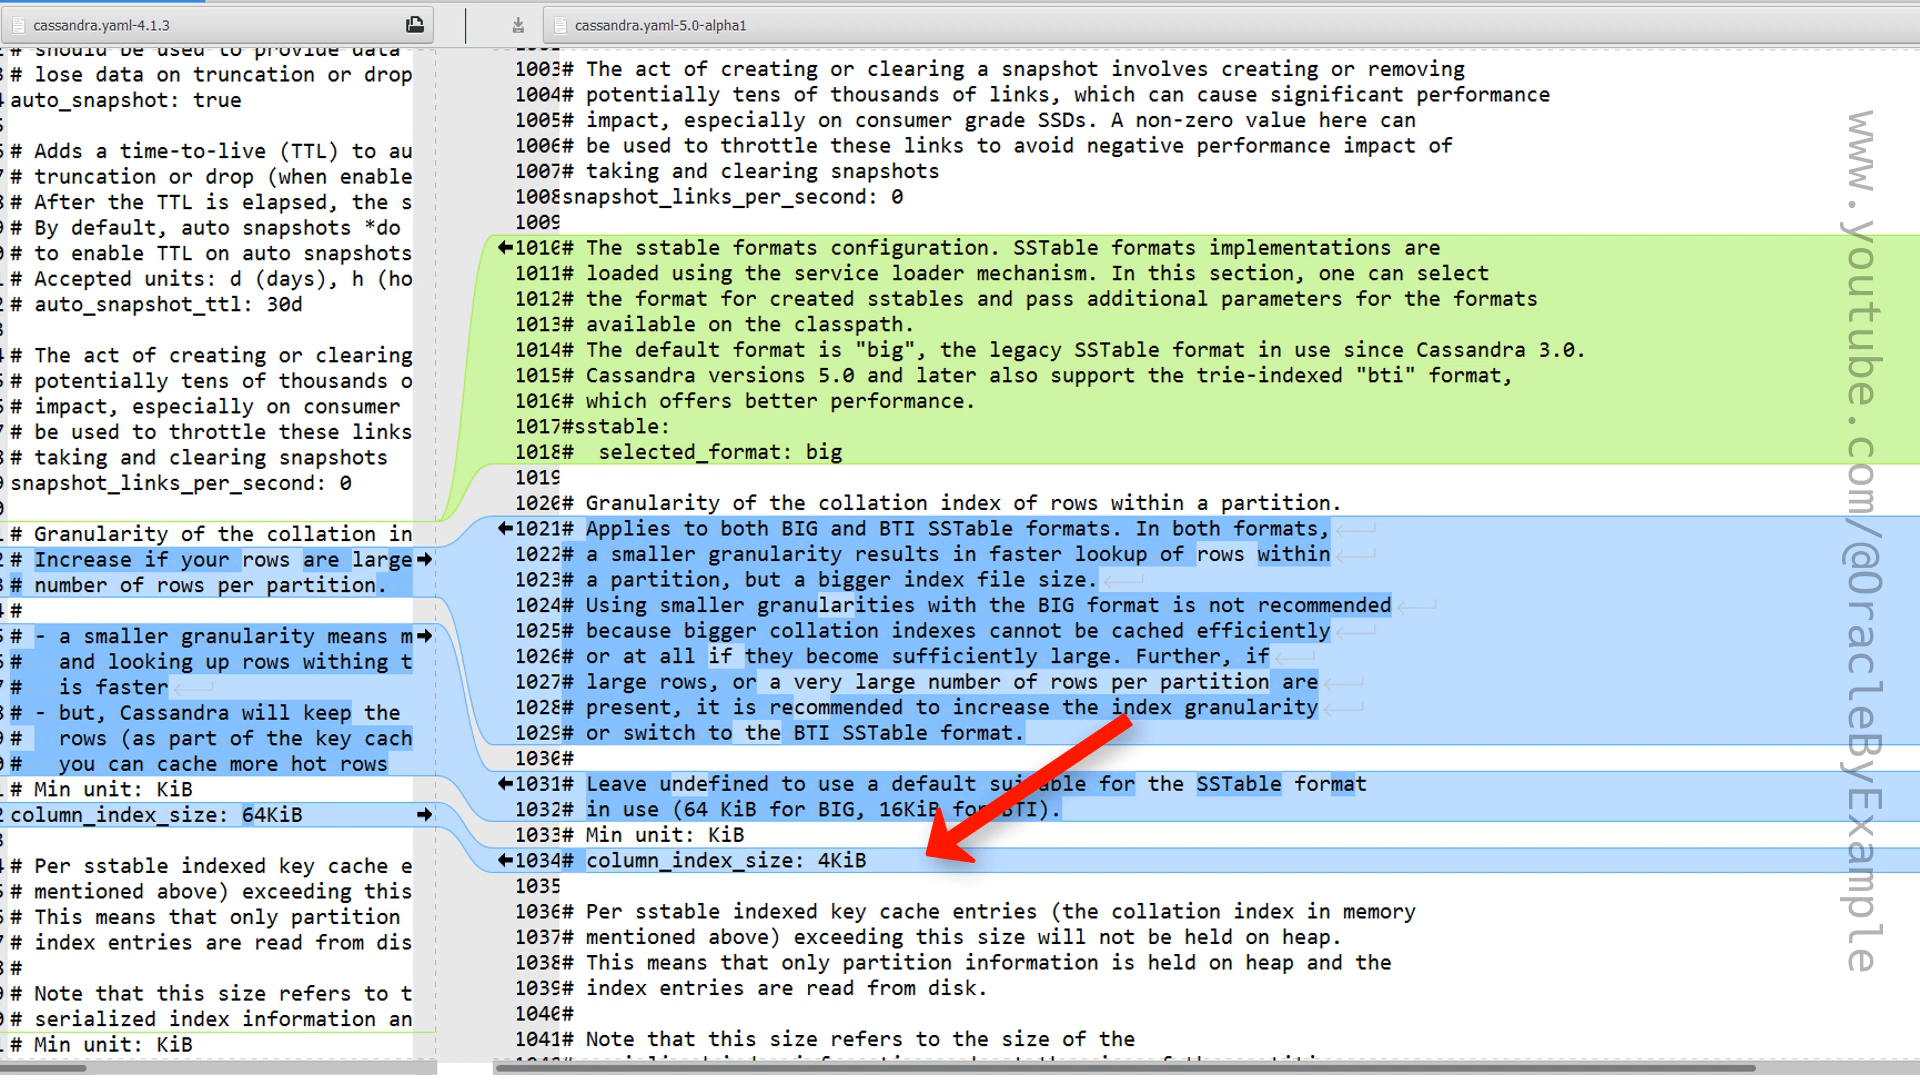 cassandra.yaml-4.1.3
# should be used to provide data
# lose data on truncation or drop
auto_snapshot: true
# Adds a time-to-live (TTL) to au
# truncation or drop (when enable
# After the TTL is elapsed, the s
# By default, auto snapshots *do
# to enable TTL on auto snapshots
# Accepted units: d (days), h (ho
# auto_snapshot_ttl: 30d
# The act of creating or clearing
# potentially tens of thousands o
# impact, especially on consumer
# be used to throttle these links
# taking and clearing snapshots
snapshot_links_per_second: 0
# Granularity of the collation in
# Increase if your rows are large
# number of rows per partition.
#
# - a smaller granularity means m
#   and looking up rows withing t
#   is faster
# - but, Cassandra will keep the
#   rows (as part of the key cach
#   you can cache more hot rows
# Min unit: KiB
column_index_size: 64KiB
# Per sstable indexed key cache e
# mentioned above) exceeding this
# This means that only partition
# index entries are read from dis
#
# Note that this size refers to t
# serialized index information an
# Min unit: KiB
cassandra.yaml-5.0-alpha1
1003# The act of creating or clearing a snapshot involves creating or removing
1004# potentially tens of thousands of links, which can cause significant performance
1005# impact, especially on consumer grade SSDs. A non-zero value here can
1006# be used to throttle these links to avoid negative performance impact of
1007# taking and clearing snapshots
1008snapshot_links_per_second: 0
1009
1010# The sstable formats configuration. SSTable formats implementations are
1011# loaded using the service loader mechanism. In this section, one can select
1012# the format for created sstables and pass additional parameters for the formats
1013# available on the classpath.
1014# The default format is "big", the legacy SSTable format in use since Cassandra 3.0.
1015# Cassandra versions 5.0 and later also support the trie-indexed "bti" format,
1016# which offers better performance.
1017#sstable:
1018#  selected_format: big
1019
1020# Granularity of the collation index of rows within a partition.
1021# Applies to both BIG and BTI SSTable formats. In both formats,
1022# a smaller granularity results in faster lookup of rows within
1023# a partition, but a bigger index file size.
1024# Using smaller granularities with the BIG format is not recommended
1025# because bigger collation indexes cannot be cached efficiently
1026# or at all if they become sufficiently large. Further, if
1027# large rows, or a very large number of rows per partition are
1028# present, it is recommended to increase the index granularity
1029# or switch to the BTI SSTable format.
1030#
1031# Leave undefined to use a default suitable for the SSTable format
1032# in use (64 KiB for BIG, 16KiB for BTI).
1033# Min unit: KiB
1034# column_index_size: 4KiB
1035
1036# Per sstable indexed key cache entries (the collation index in memory
1037# mentioned above) exceeding this size will not be held on heap.
1038# This means that only partition information is held on heap and the
1039# index entries are read from disk.
1040#
1041# Note that this size refers to the size of the
www.youtube.com/@OracleByExample